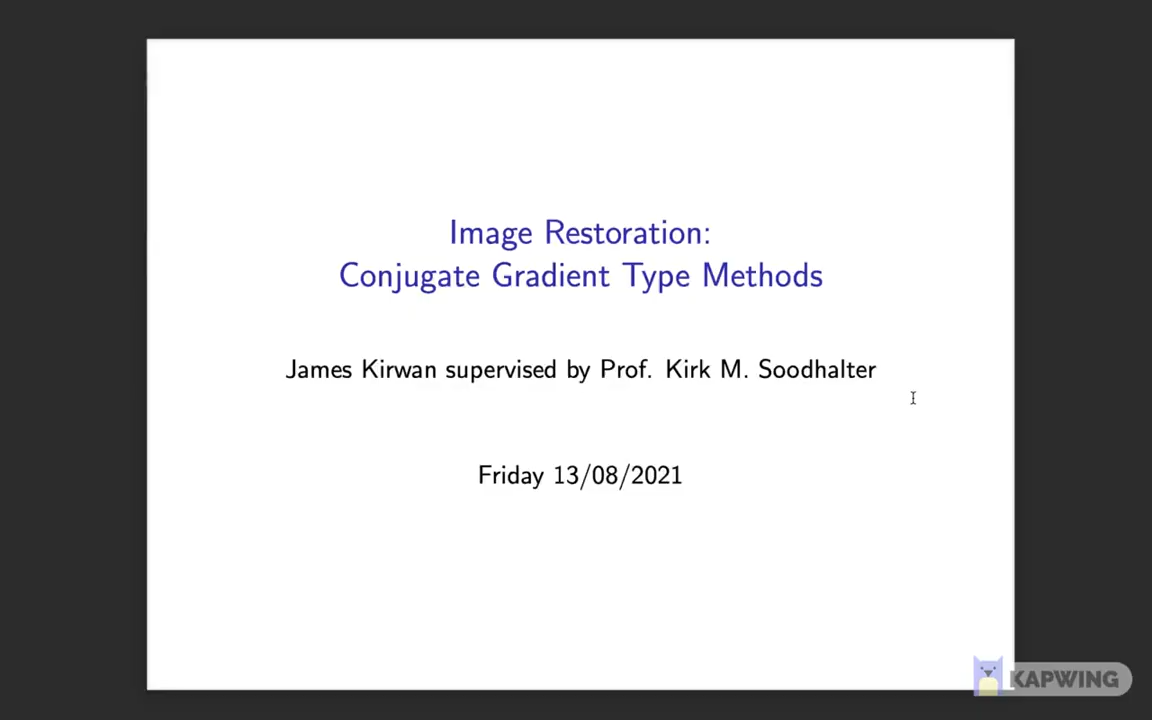 Image Restoration:
Conjugate Gradient Type Methods
James Kirwan supervised by Prof. Kirk M. Soodhalter
Friday 13/08/2021
KAPWING